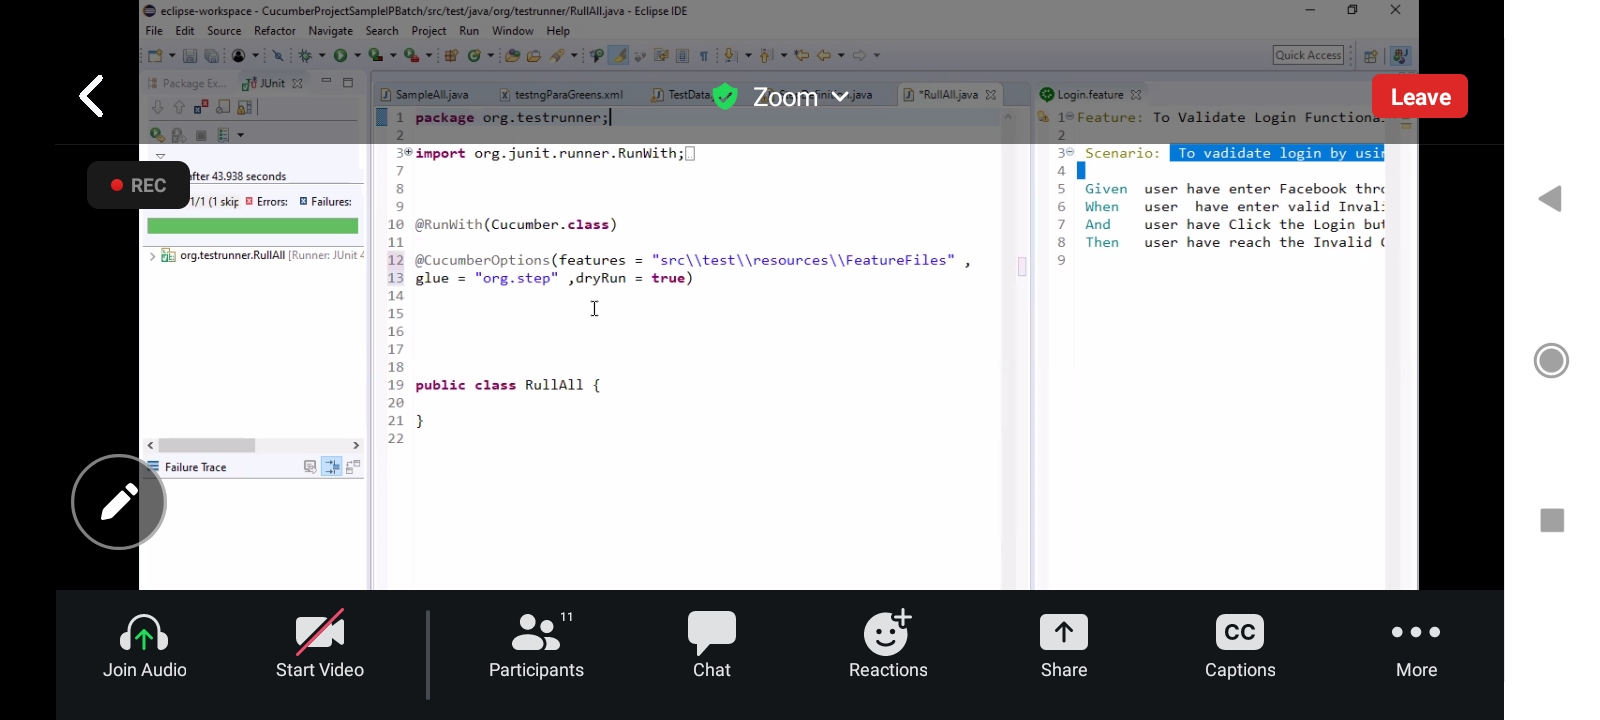 eclipse-workspace - CucumberProjectSampleIPBatch/src/test/java/org/testrunner/RullAll.java - Eclipse IDE
File Edit Source Refactor Navigate Search Project Run Window Help
Quick Access
Package Ex... JUnit
SampleAll.java testngParaGreens.xml TestData. *RullAll.java Login.feature
Zoom
Leave
REC
after 43.938 seconds
1/1 (1 skip Errors: Failures:
org.testrunner.RullAll [Runner: JUnit 4
Failure Trace
1 package org.testrunner;
2
3 import org.junit.runner.RunWith;
7
8
9
10 @RunWith(Cucumber.class)
11
12 @CucumberOptions(features = "src\\test\\resources\\FeatureFiles" ,
13 glue = "org.step" ,dryRun = true)
14
15
16
17
18
19 public class RullAll {
20
21 }
22
1 Feature: To Validate Login Functiona
2
3 Scenario: To vadidate login by usin
4
5 Given user have enter Facebook thro
6 When user have enter valid Invali
7 And user have Click the Login but
8 Then user have reach the Invalid
9
Join Audio
Start Video
Participants 11
Chat
Reactions
Share
CC Captions
More